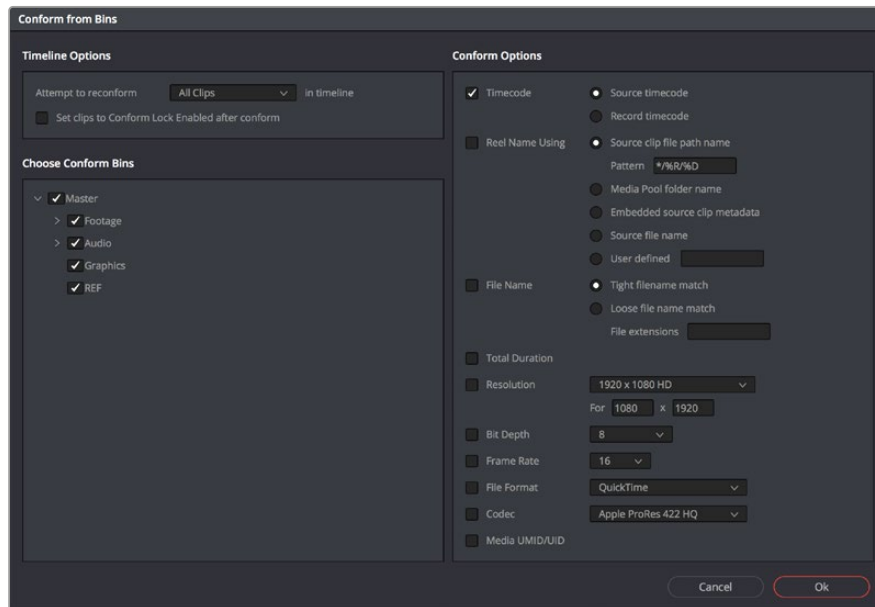 Conform from Bins
Timeline Options
Attempt to reconform All Clips in timeline
Set clips to Conform Lock Enabled after conform
Choose Conform Bins
Master
Footage
Audio
Graphics
REF
Conform Options
Timecode Source timecode
Record timecode
Reel Name Using Source clip file path name
Pattern */%R/%D
Media Pool folder name
Embedded source clip metadata
Source file name
User defined
File Name Tight filename match
Loose file name match
File extensions
Total Duration
Resolution 1920 x 1080 HD
For 1080 x 1920
Bit Depth 8
Frame Rate 16
File Format QuickTime
Codec Apple ProRes 422 HQ
Media UMID/UID
Cancel Ok